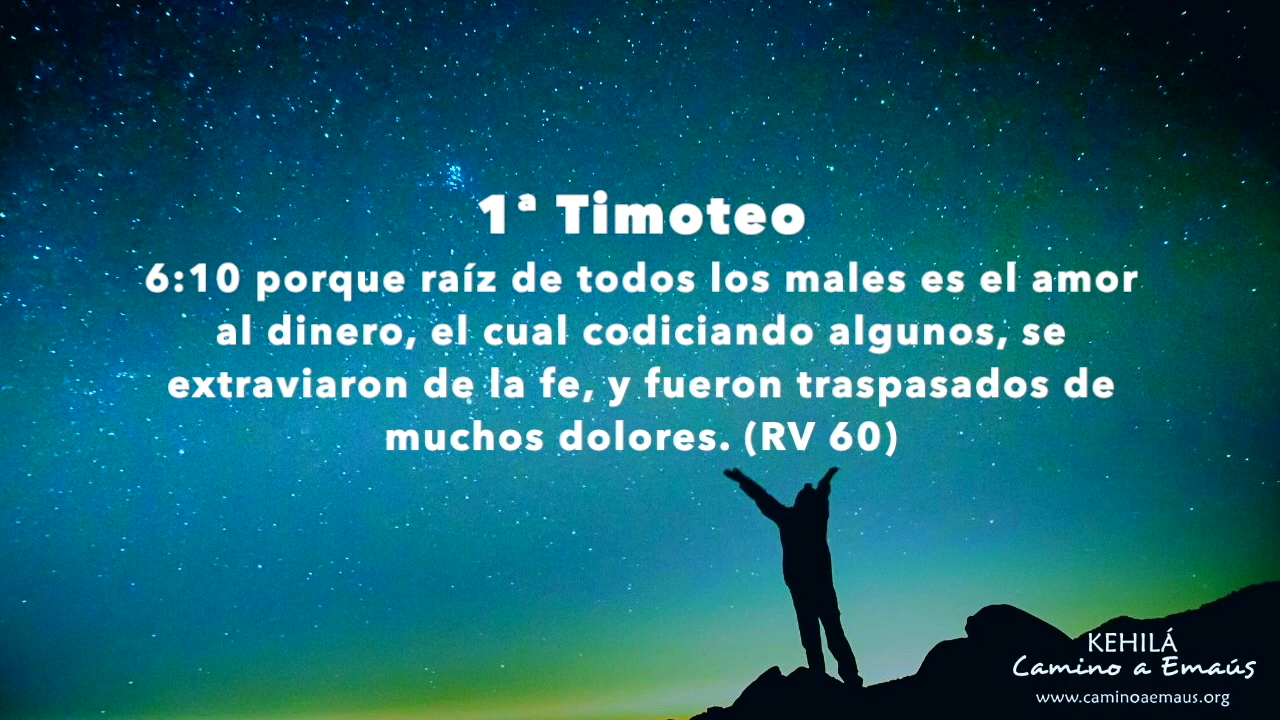 1ª Timoteo
6:10 porque raíz de todos los males es el amor
al dinero, el cual codiciando algunos, se
extraviaron de la fe, y fueron traspasados de
muchos dolores. (RV 60)
KEHILÁ
Camino a Emaús
www.caminoaemaus.org